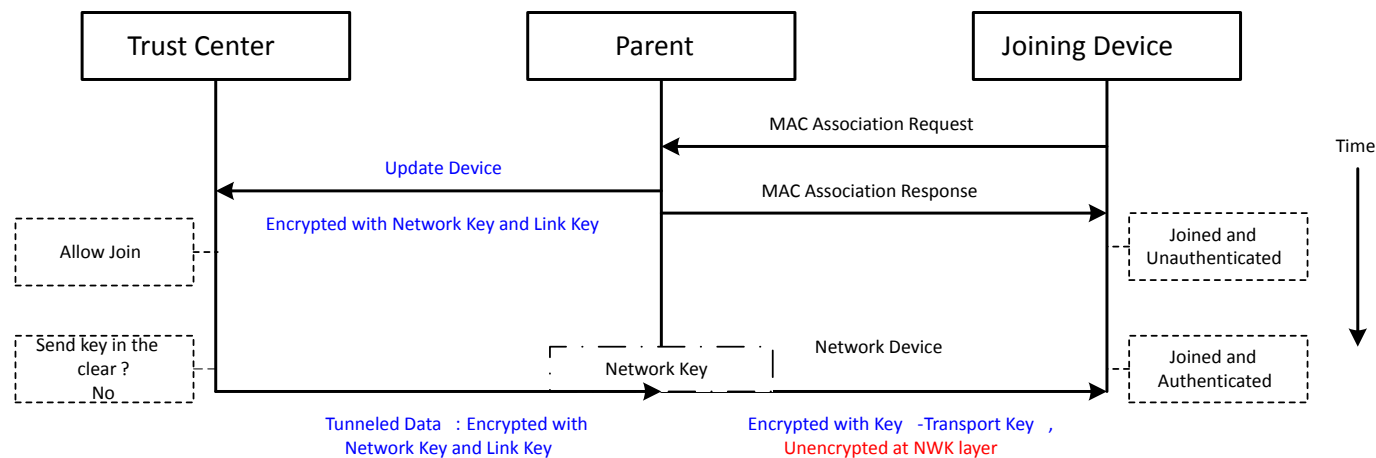 Trust Center
Parent
Joining Device
MAC Association Request
Time
Update Device
MAC Association Response
Encrypted with Network Key and Link Key
Allow Join
Joined and
Unauthenticated
Send key in the
clear ?
No
Network Key
Network Device
Joined and
Authenticated
Tunneled Data : Encrypted with
Network Key and Link Key
Encrypted with Key -Transport Key ,
Unencrypted at NWK layer